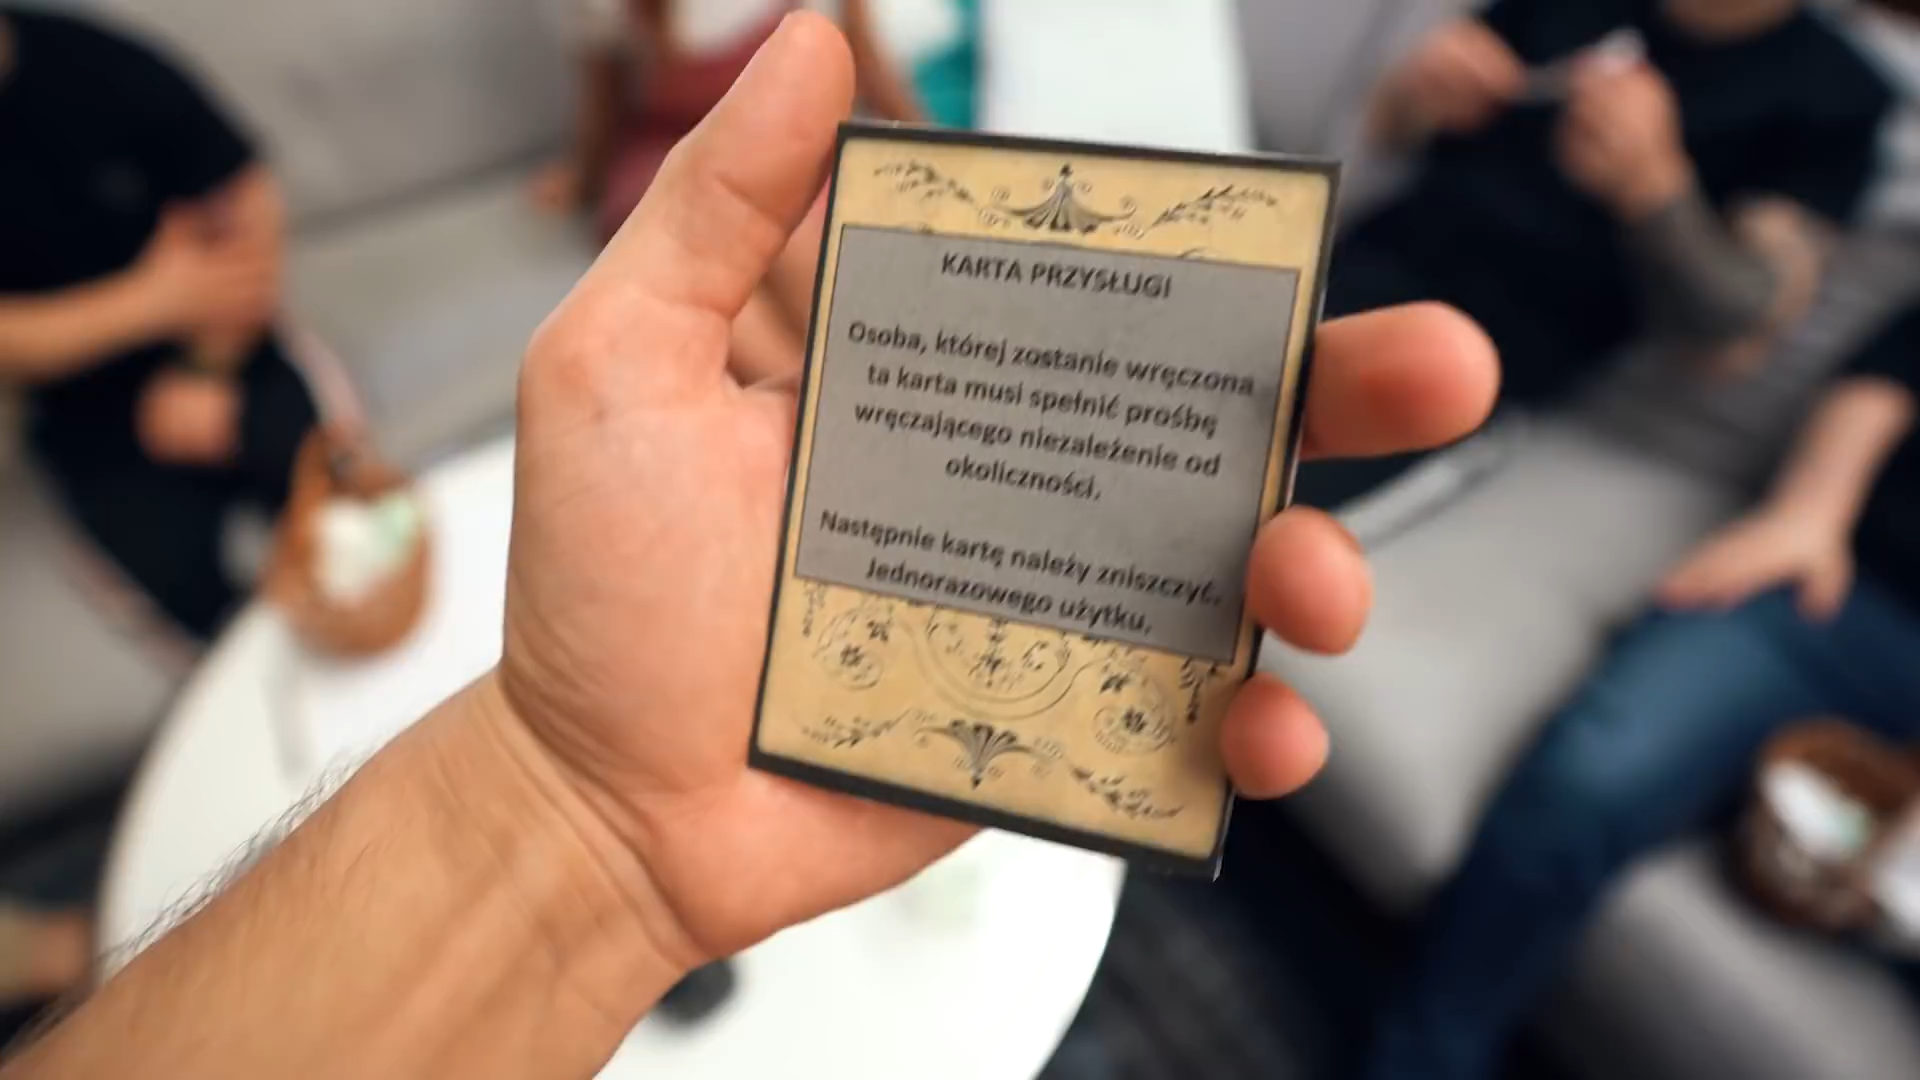 KARTA PRZYSŁUGI
Osoba, której zostanie wręczona
ta karta musi spełnić prośbę
wręczającego niezależenie od
okoliczności.
Następnie kartę należy zniszczyć.
Jednorazowego użytku.